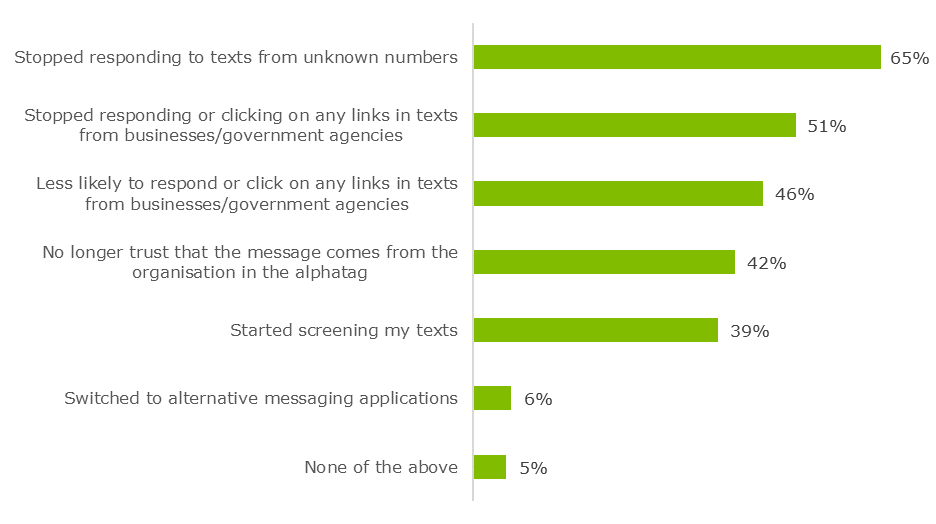 Stopped responding to texts from unknown numbers
65%
Stopped responding or clicking on any links in texts
from businesses/government agencies
51%
Less likely to respond or click on any links in texts
from businesses/government agencies
46%
No longer trust that the message comes from the
organisation in the alphatag
42%
Started screening my texts
39%
Switched to alternative messaging applications
6%
None of the above
5%